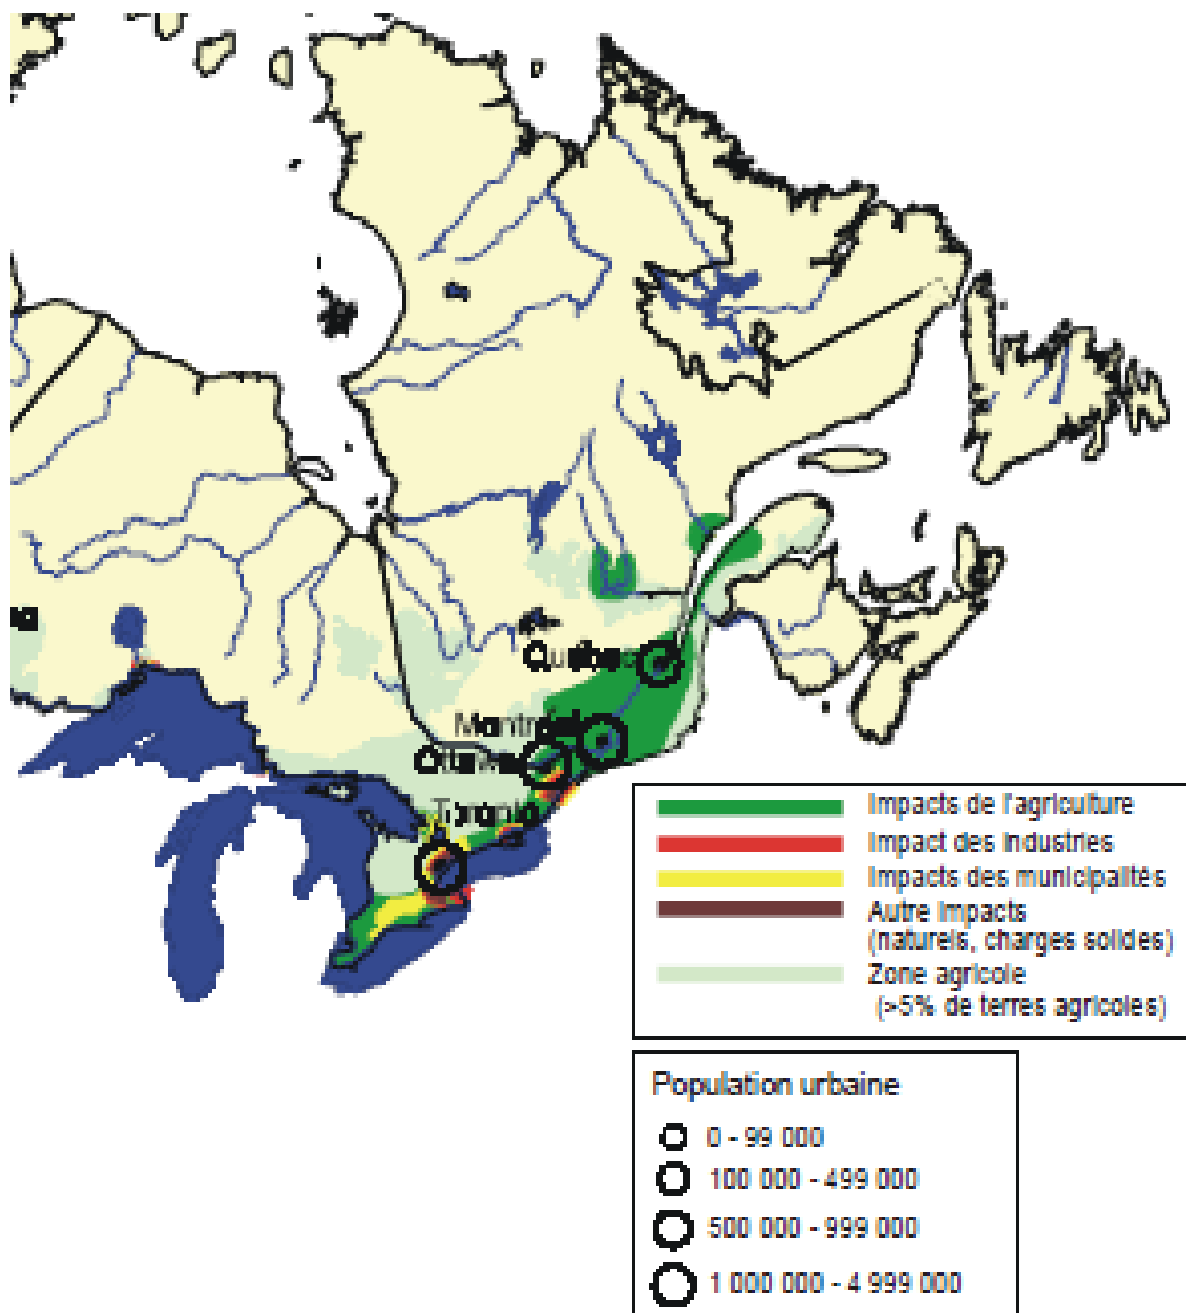 Québec
Montréal
Ottawa
Toronto
Impacts de l'agriculture
Impact des industries
Impacts des municipalités
Autre impacts
(naturels, charges solides)
Zone agricole
(>5% de terres agricoles)
Population urbaine
0 - 99 000
100 000 - 499 000
500 000 - 999 000
1 000 000 - 4 999 000